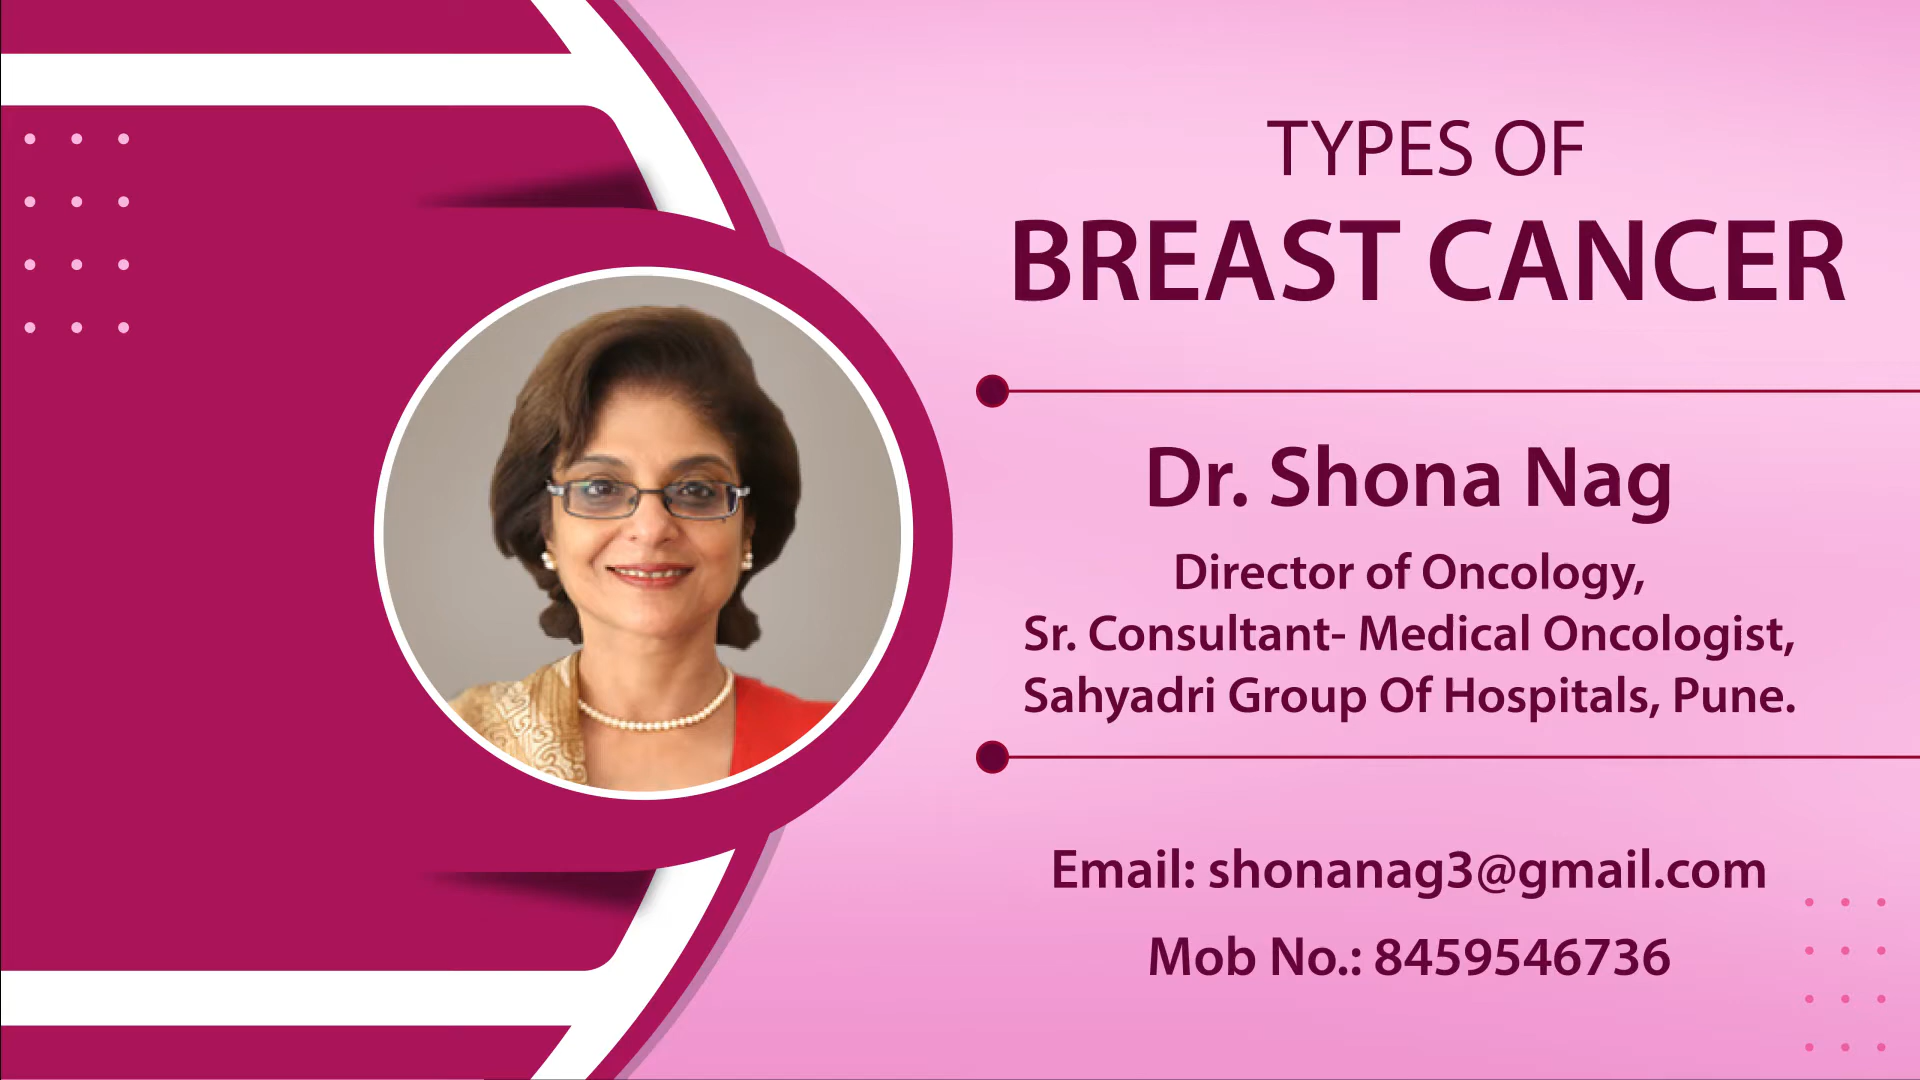 TYPES OF
BREAST CANCER
Dr. Shona Nag
Director of Oncology,
Sr. Consultant- Medical Oncologist,
Sahyadri Group Of Hospitals, Pune.
Email: shonanag3@gmail.com
Mob No.: 8459546736